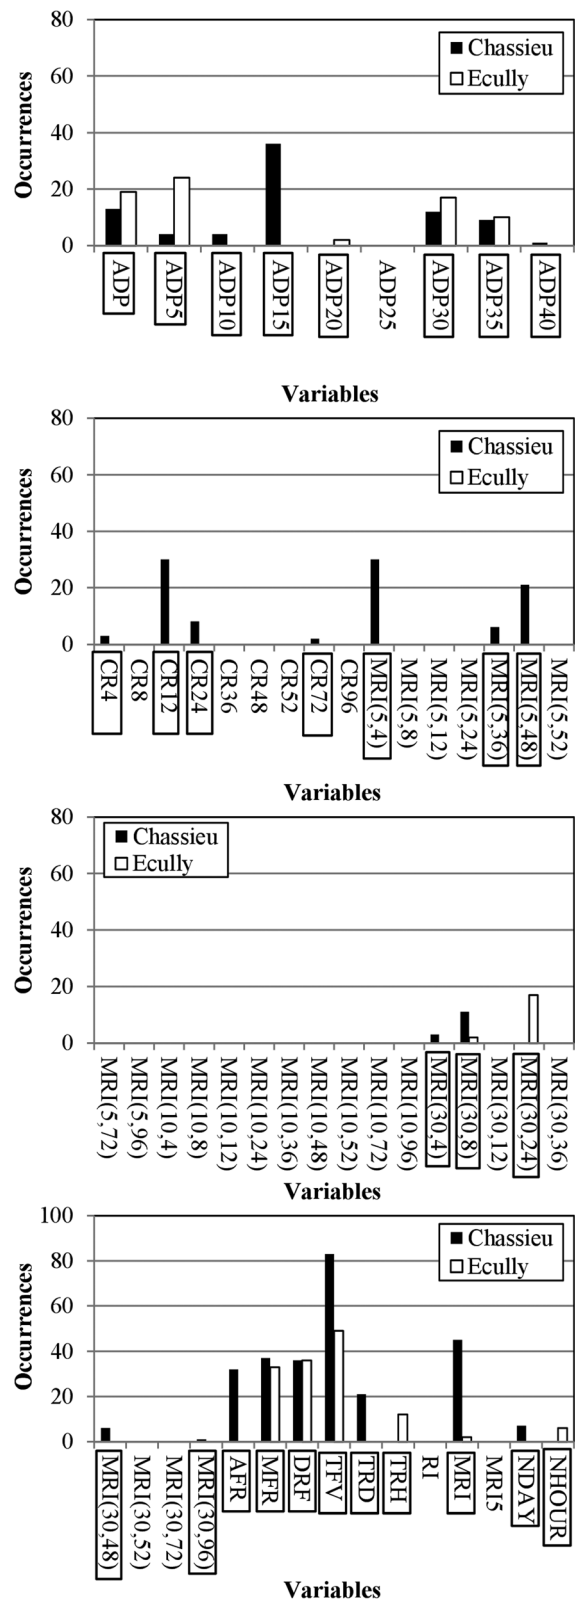 80
60
40
20
0
Occurrences
Chassieu
Ecully
ADP
ADP5
ADP10
ADP15
ADP20
ADP25
ADP30
ADP35
ADP40
Variables
80
60
40
20
0
Occurrences
Chassieu
Ecully
CR4
CR8
CR12
CR24
CR36
CR48
CR52
CR72
CR96
MRI(5,4)
MRI(5,8)
MRI(5,12)
MRI(5,24)
MRI(5,36)
MRI(5,48)
MRI(5,52)
Variables
80
60
40
20
0
Occurrences
Chassieu
Ecully
MRI(5,72)
MRI(5,96)
MRI(10,4)
MRI(10,8)
MRI(10,12)
MRI(10,24)
MRI(10,36)
MRI(10,48)
MRI(10,52)
MRI(10,72)
MRI(10,96)
MRI(30,4)
MRI(30,8)
MRI(30,12)
MRI(30,24)
MRI(30,36)
Variables
100
80
60
40
20
0
Occurrences
Chassieu
Ecully
MRI(30,48)
MRI(30,52)
MRI(30,72)
MRI(30,96)
AFR
MFR
DRF
TFV
TRD
TRH
RI
MRI
MRI5
NDAY
NHOUR
Variables